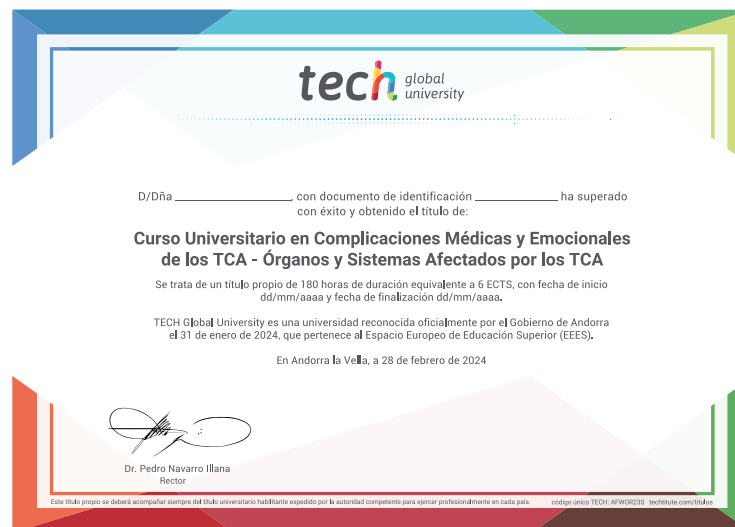 tech global
university
D/Dña ______________, con documento de identificación ____________ ha superado
con éxito y obtenido el título de:
Curso Universitario en Complicaciones Médicas y Emocionales
de los TCA - Órganos y Sistemas Afectados por los TCA
Se trata de un título propio de 180 horas de duración equivalente a 6 ECTS, con fecha de inicio
dd/mm/aaaa y fecha de finalización dd/mm/aaaa.
TECH Global University es una universidad reconocida oficialmente por el Gobierno de Andorra
el 31 de enero de 2024, que pertenece al Espacio Europeo de Educación Superior (EEES).
En Andorra la Vella, a 28 de febrero de 2024
Dr. Pedro Navarro Illana
Rector
Este título propio se deberá acompañar siempre del título universitario habilitante expedido por la autoridad competente para ejercer profesionalmente en cada país. código único TECH: AFWOR23S techtitute.com/titulos